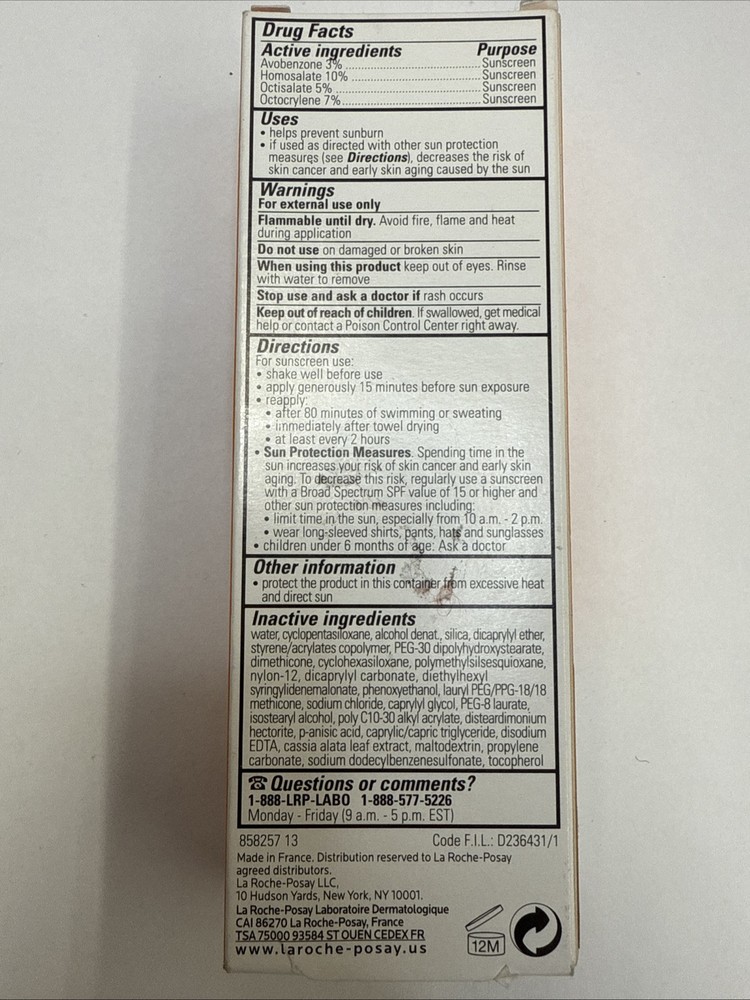 Drug Facts
Active ingredients Purpose
Avobenzone 3% Sunscreen
Homosalate 10% Sunscreen
Octisalate 5% Sunscreen
Octocrylene 7% Sunscreen
Uses
• helps prevent sunburn
• if used as directed with other sun protection
measures (see Directions), decreases the risk of
skin cancer and early skin aging caused by the sun
Warnings
For external use only
Flammable until dry. Avoid fire, flame and heat
during application
Do not use on damaged or broken skin
When using this product keep out of eyes. Rinse
with water to remove
Stop use and ask a doctor if rash occurs
Keep out of reach of children. If swallowed, get medical
help or contact a Poison Control Center right away.
Directions
For sunscreen use:
• shake well before use
• apply generously 15 minutes before sun exposure
• reapply:
• after 80 minutes of swimming or sweating
• immediately after towel drying
• at least every 2 hours
• Sun Protection Measures. Spending time in the
sun increases your risk of skin cancer and early skin
aging. To decrease this risk, regularly use a sunscreen
with a Broad Spectrum SPF value of 15 or higher and
other sun protection measures including:
• limit time in the sun, especially from 10 a.m. - 2 p.m.
• wear long-sleeved shirts, pants, hats and sunglasses
• children under 6 months of age: Ask a doctor
Other information
• protect the product in this container from excessive heat
and direct sun
Inactive ingredients
water, cyclopentasiloxane, alcohol denat., silica, dicaprylyl ether,
styrene/acrylates copolymer, PEG-30 dipolyhydroxystearate,
dimethicone, cyclohexasiloxane, polymethylsilsesquioxane,
nylon-12, dicaprylyl carbonate, diethylhexyl
syringylidenemalonate, phenoxyethanol, lauryl PEG/PPG-18/18
methicone, sodium chloride, caprylyl glycol, PEG-8 laurate,
isostearyl alcohol, poly C10-30 alkyl acrylate, disteardimonium
hectorite, p-anisic acid, caprylic/capric triglyceride, disodium
EDTA, cassia alata leaf extract, maltodextrin, propylene
carbonate, sodium dodecylbenzenesulfonate, tocopherol
☎ Questions or comments?
1-888-LRP-LABO 1-888-577-5226
Monday - Friday (9 a.m. - 5 p.m. EST)
858257 13 Code F.I.L.: D236431/1
Made in France. Distribution reserved to La Roche-Posay
agreed distributors.
La Roche-Posay LLC,
10 Hudson Yards, New York, NY 10001.
La Roche-Posay Laboratoire Dermatologique
CAI 86270 La Roche-Posay, France
TSA 75000 93584 ST OUEN CEDEX FR
www.laroche-posay.us
12M